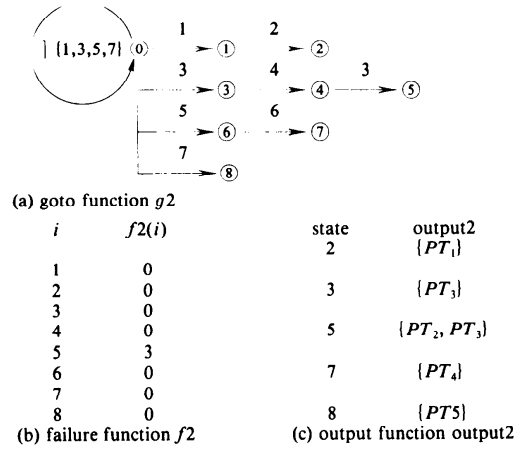 1 2
] {1,3,5,7} 0 1 2
3 4 3
3 4 5
5 6
6 7
7
8
(a) goto function g2
i f2(i)
1 0
2 0
3 0
4 0
5 3
6 0
7 0
8 0
(b) failure function f2
state output2
2 {PT₁}
3 {PT₃}
5 {PT₂, PT₃}
7 {PT₄}
8 {PT5}
(c) output function output2